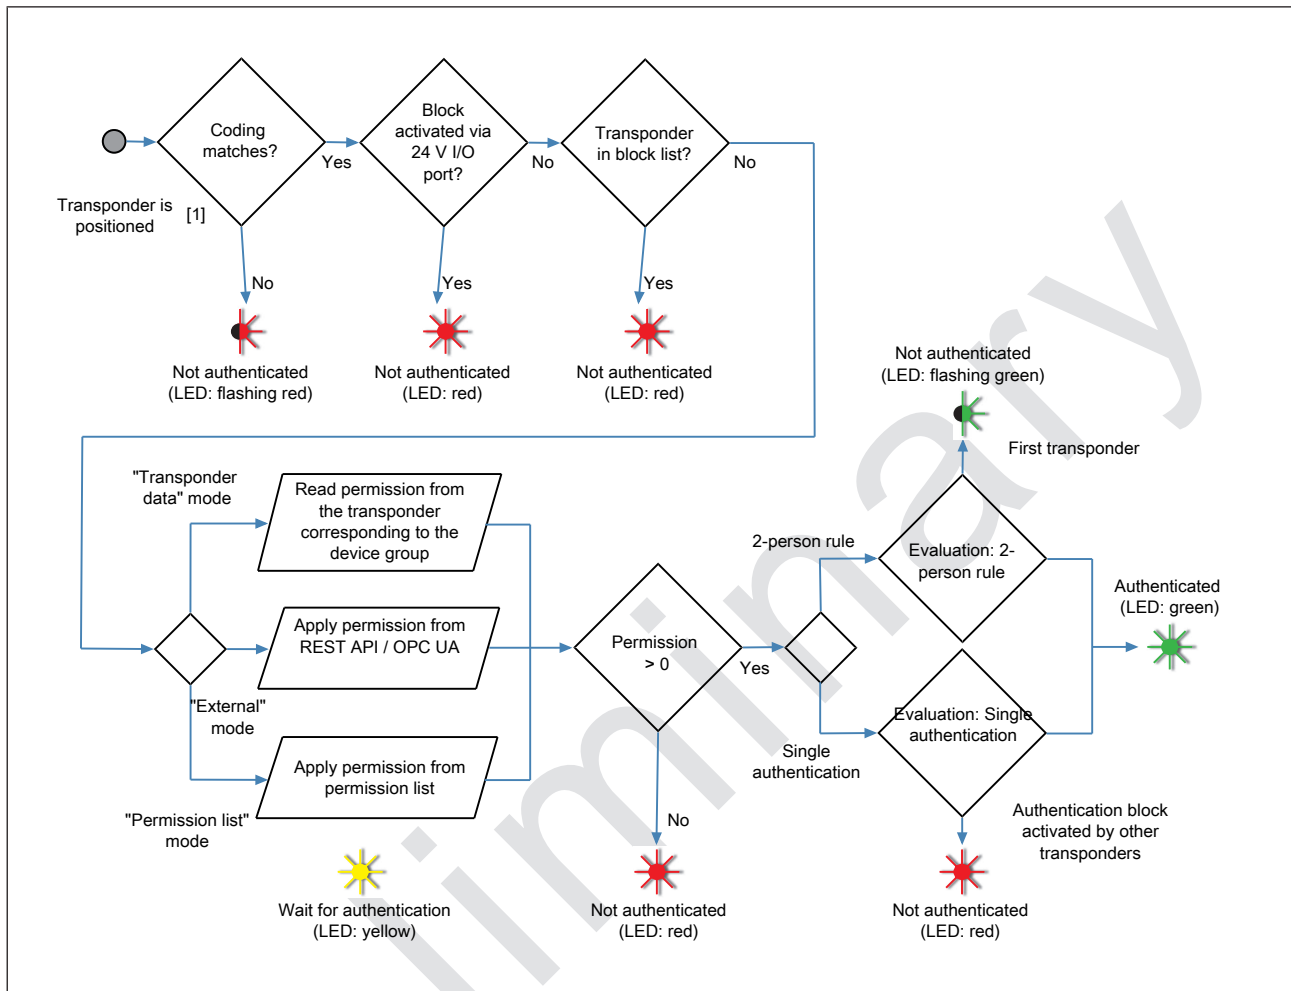 Coding
matches?
Yes
Block
activated via
24 V I/O
port?
No
Transponder
in block list?
No
Transponder is
positioned
[1]
No
Yes
Yes
Not authenticated
(LED: flashing red)
Not authenticated
(LED: red)
Not authenticated
(LED: red)
Not authenticated
(LED: flashing green)
First transponder
"Transponder
data" mode
Read permission from
the transponder
corresponding to the
device group
2-person rule
Evaluation: 2-
person rule
Authenticated
(LED: green)
Apply permission from
REST API / OPC UA
"External"
mode
Permission
> 0
Yes
Evaluation: Single
authentication
Single
authentication
Apply permission from
permission list
"Permission list"
mode
No
Authentication block
activated by other
transponders
Wait for authentication
(LED: yellow)
Not authenticated
(LED: red)
Not authenticated
(LED: red)
liminary